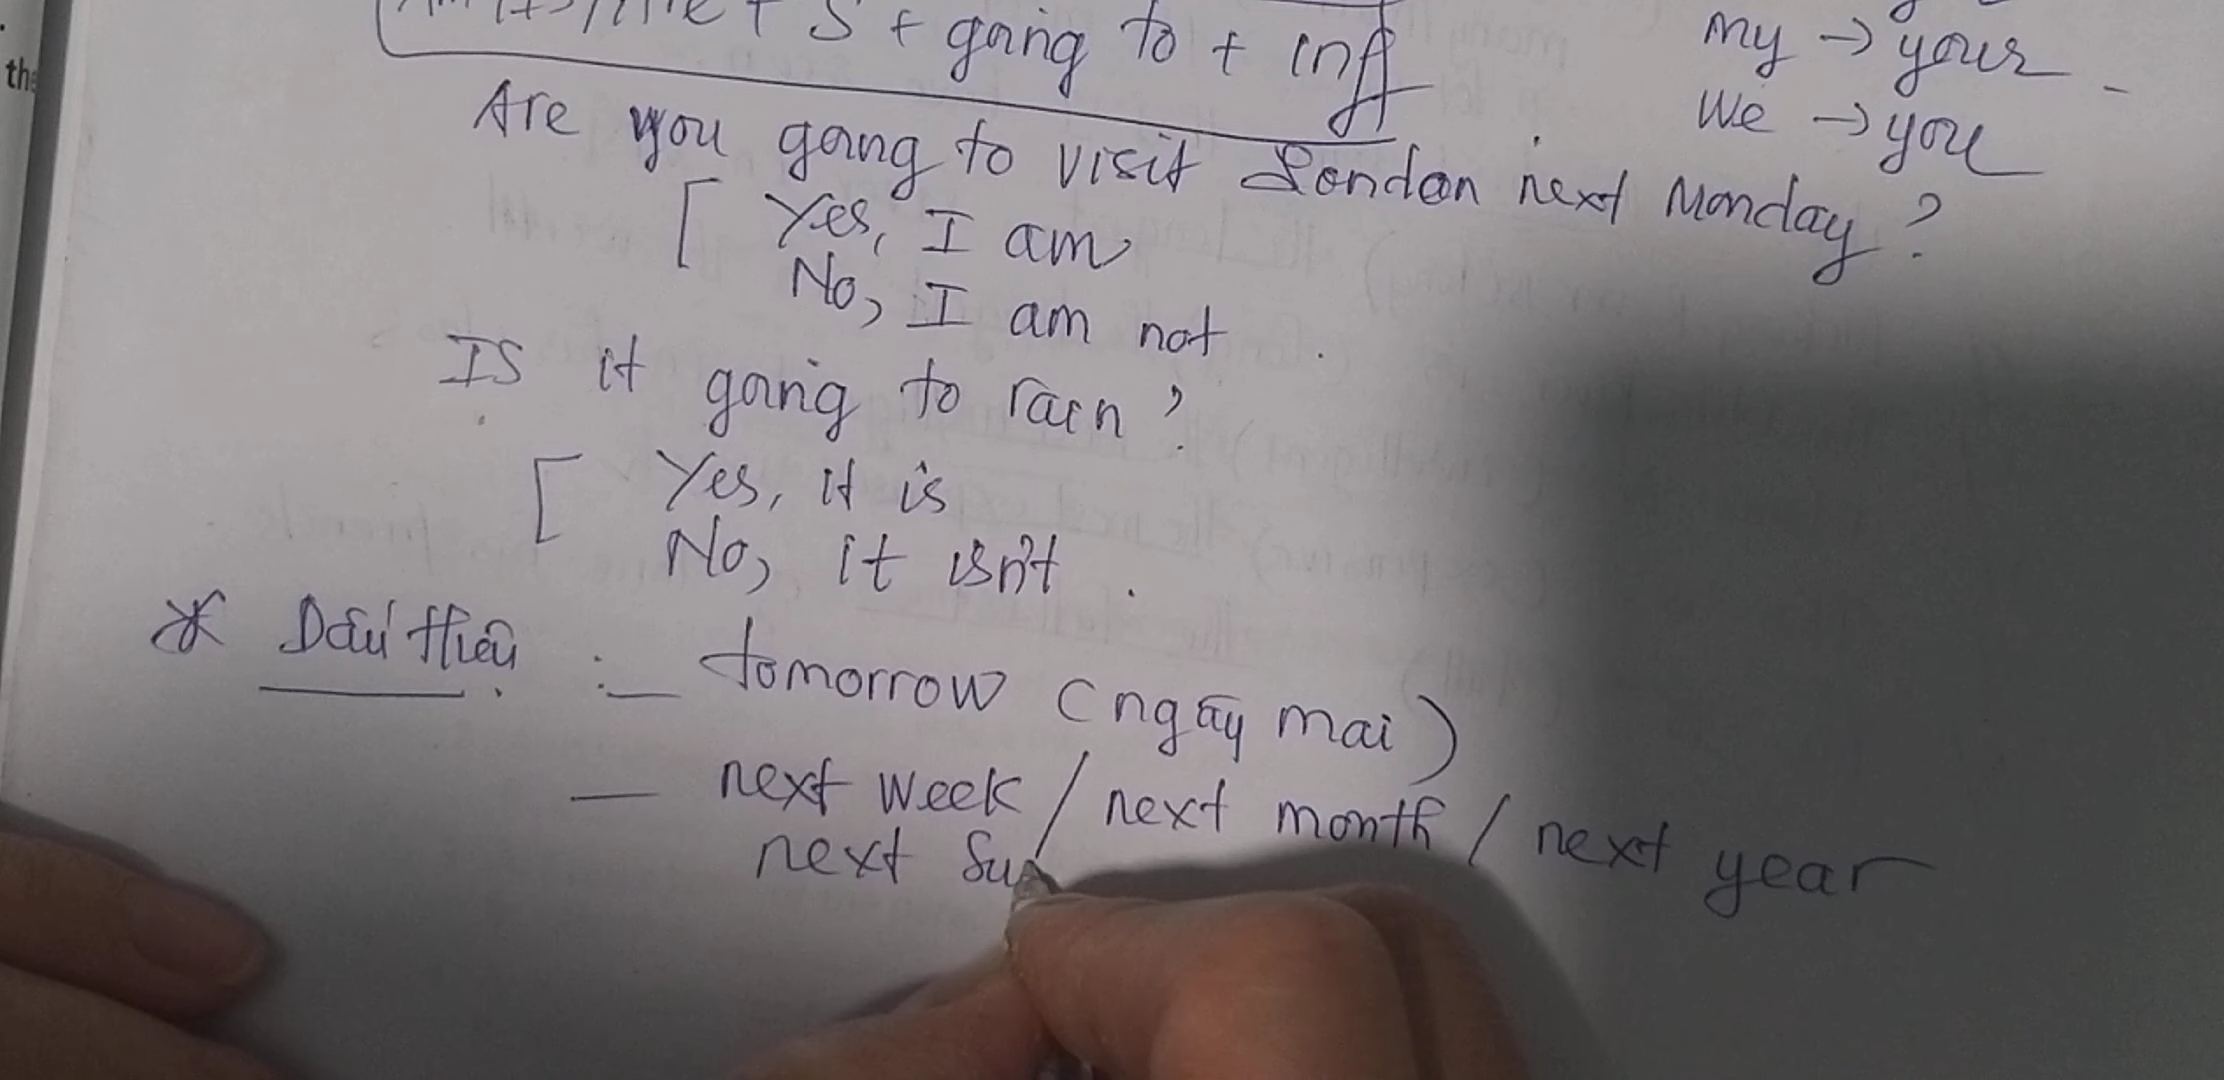 + S + going to + inf
my → your
we → you
the
Are you going to visit London next Monday?
Yes, I am
No, I am not.
Is it going to rain?
Yes, it is
No, it isn't.
* Dấu hiệu: - tomorrow (ngày mai)
- next week / next month / next year
next Su